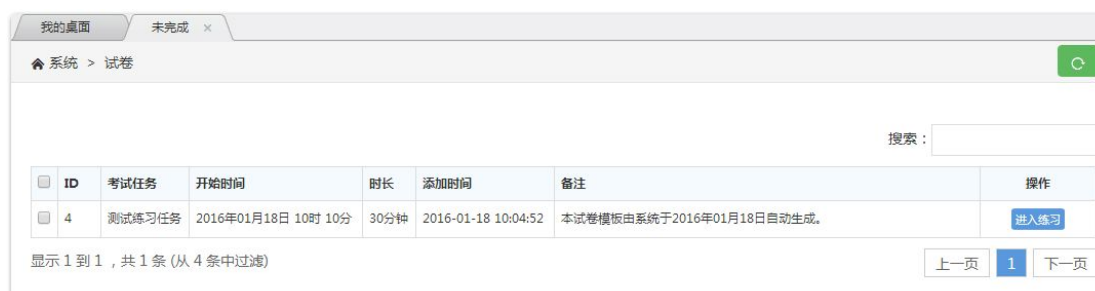 我的桌面 未完成 ×
系统 > 试卷
搜索：
ID 考试任务 开始时间 时长 添加时间 备注 操作
4 测试练习任务 2016年01月18日 10时 10分 30分钟 2016-01-18 10:04:52 本试卷模板由系统于2016年01月18日自动生成。 进入练习
显示 1 到 1 ，共 1 条 (从 4 条中过滤) 上一页 1 下一页